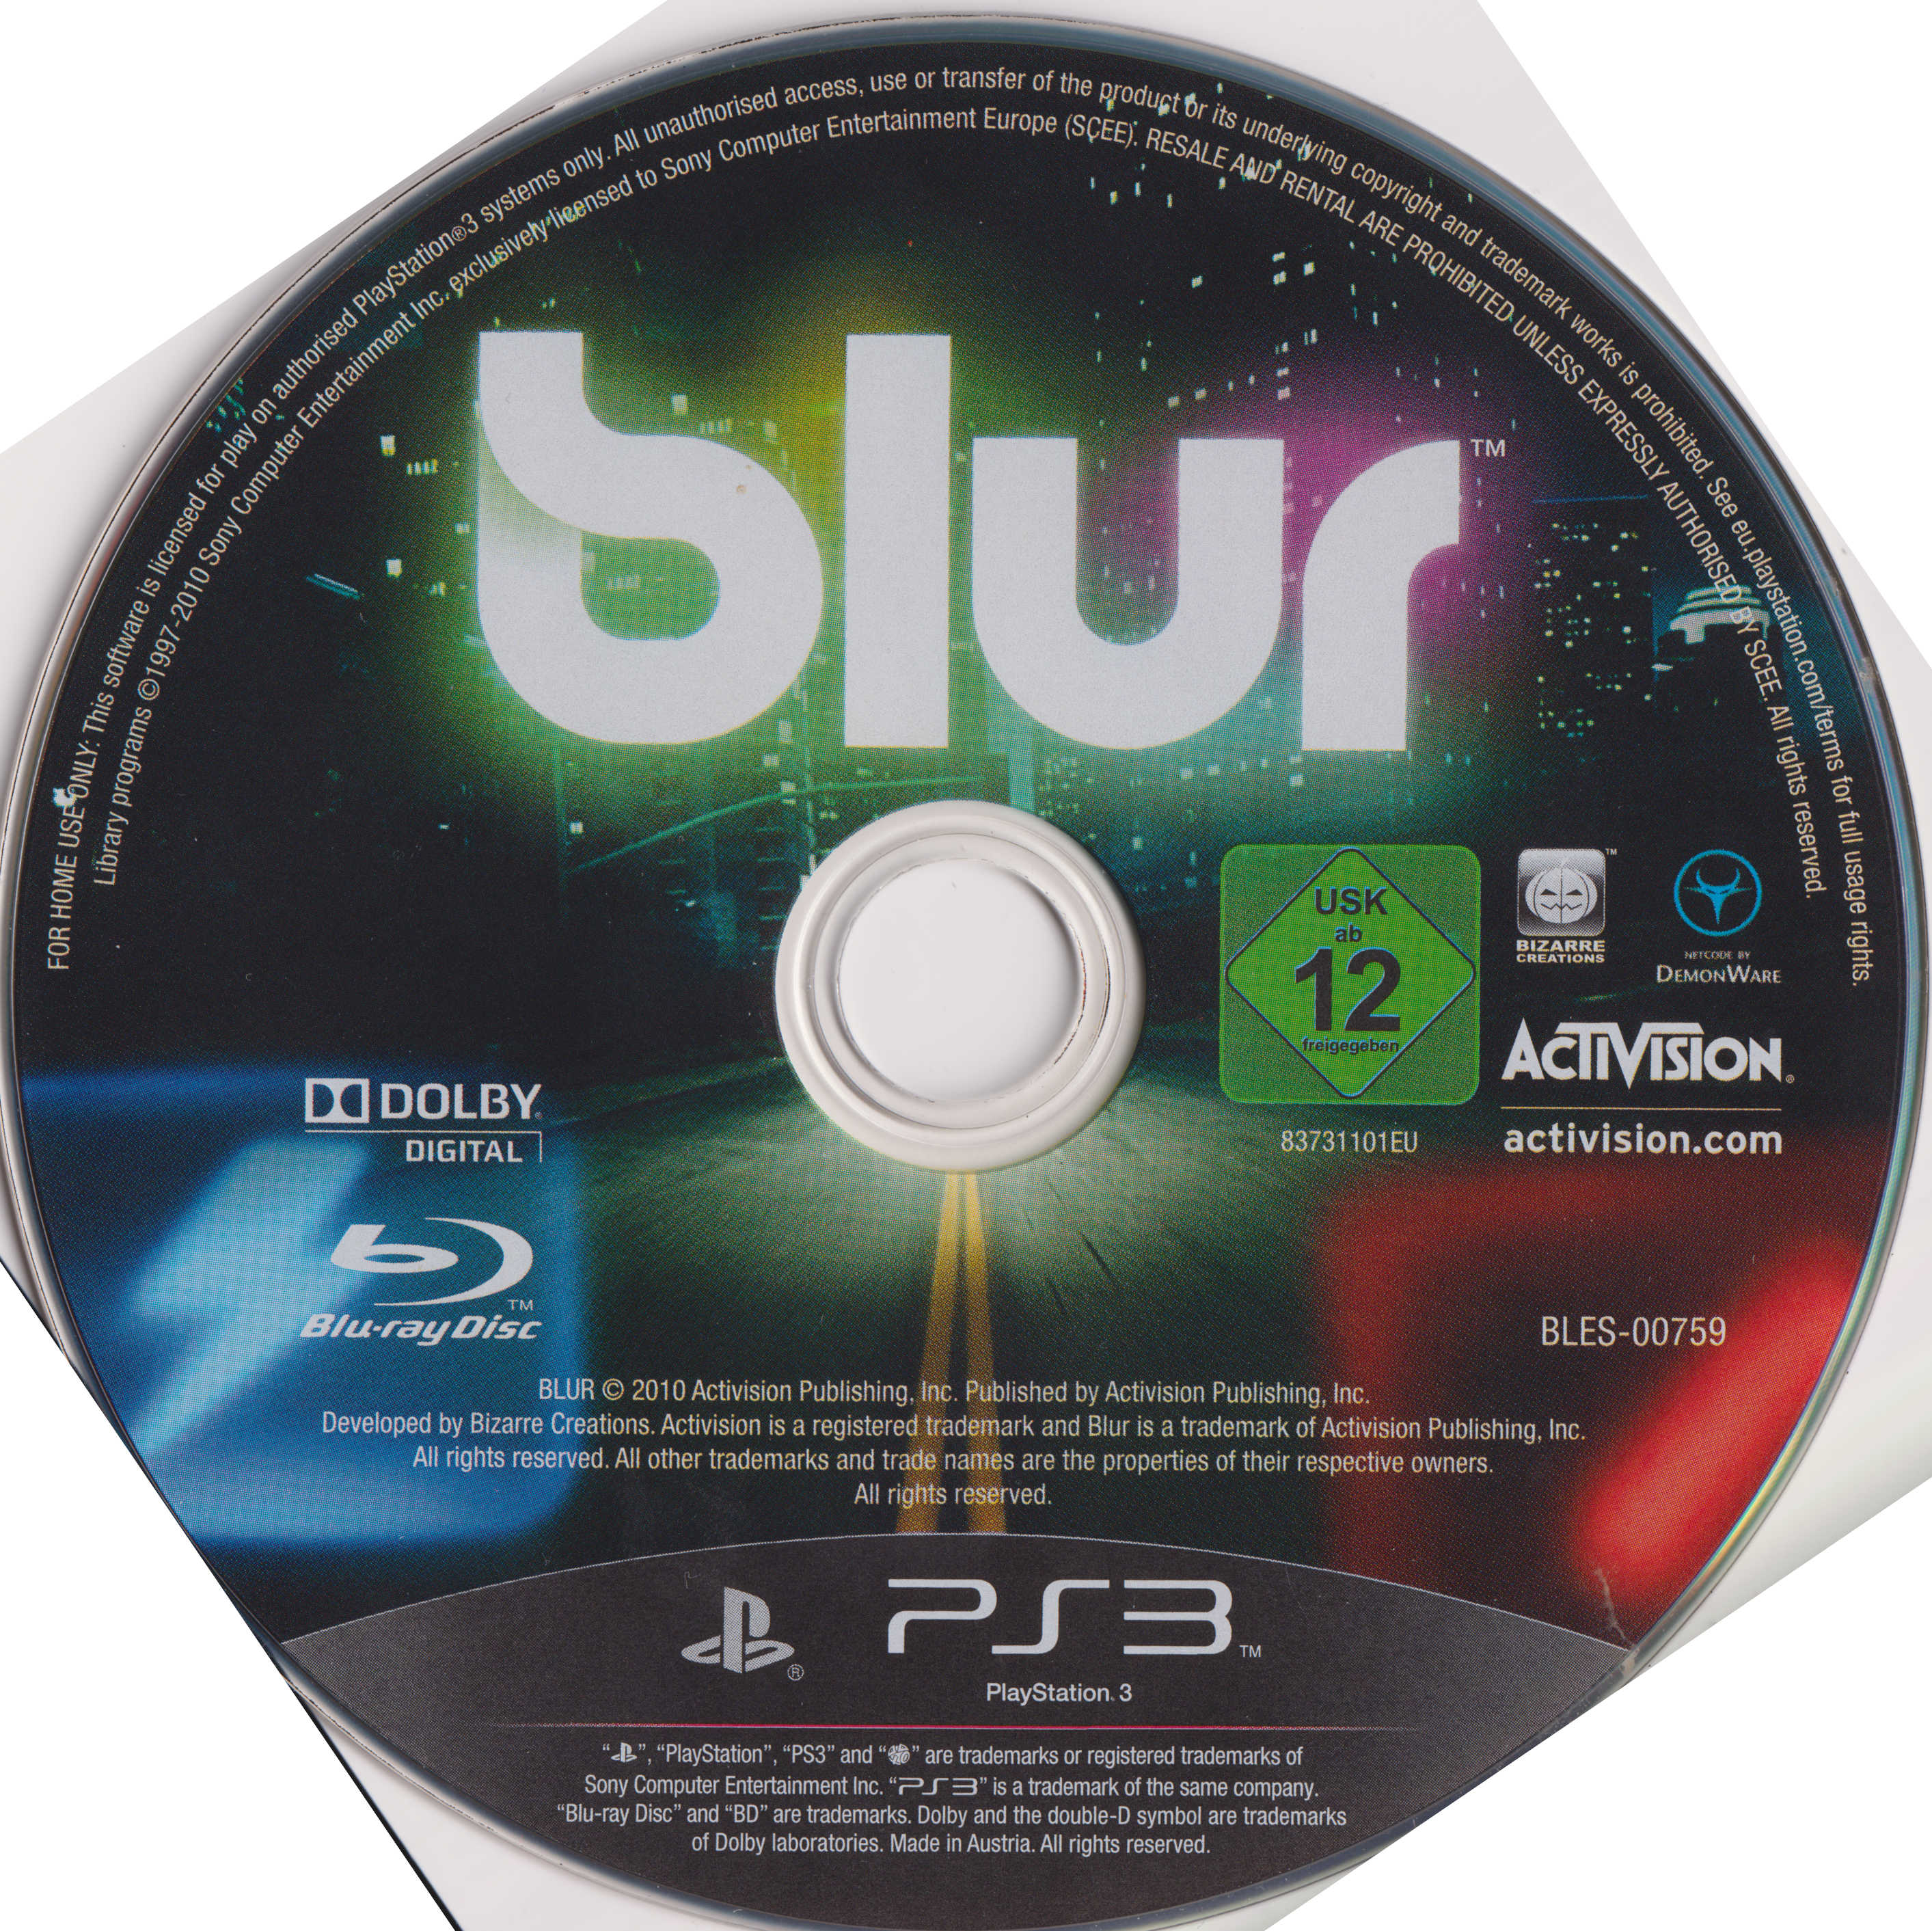 FOR HOME USE ONLY: This software is licensed for play on authorised PlayStation®3 systems only. All unauthorised access, use or transfer of the product or its underlying copyright and trademark works is prohibited. See eu.playstation.com/terms for full usage rights.
Library programs ©1997-2010 Sony Computer Entertainment Inc. exclusively licensed to Sony Computer Entertainment Europe (SCEE). RESALE AND RENTAL ARE PROHIBITED UNLESS EXPRESSLY AUTHORISED BY SCEE. All rights reserved.
blur™
USK
ab
12
freigegeben
83731101EU
™
BIZARRE
CREATIONS
NETCODE BY
DEMONWARE
ACTIVISION®
activision.com
DOLBY®
DIGITAL
™
Blu-ray Disc
BLES-00759
BLUR © 2010 Activision Publishing, Inc. Published by Activision Publishing, Inc.
Developed by Bizarre Creations. Activision is a registered trademark and Blur is a trademark of Activision Publishing, Inc.
All rights reserved. All other trademarks and trade names are the properties of their respective owners.
All rights reserved.
® PS3™
PlayStation®3
“ ”, “PlayStation”, “PS3” and “ ” are trademarks or registered trademarks of
Sony Computer Entertainment Inc. “PS3” is a trademark of the same company.
“Blu-ray Disc” and “BD” are trademarks. Dolby and the double-D symbol are trademarks
of Dolby laboratories. Made in Austria. All rights reserved.